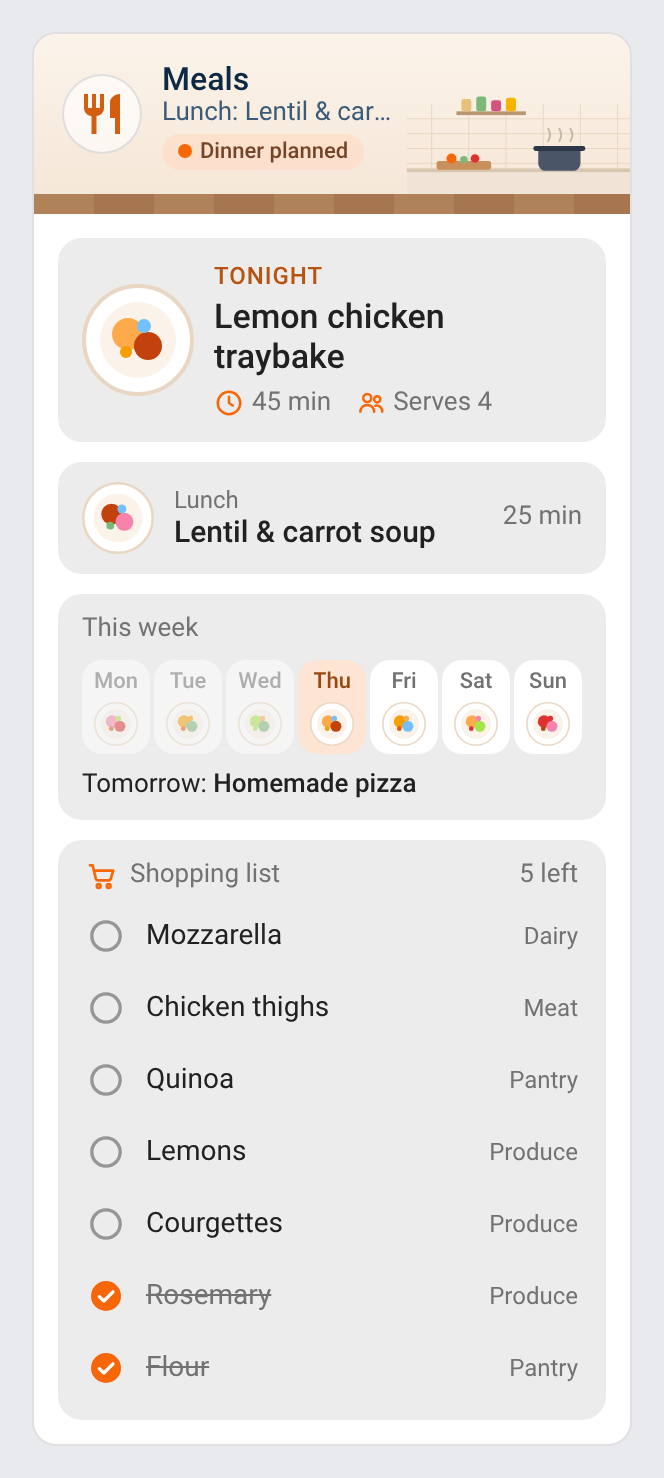 Meals
Lunch: Lentil & car...
Dinner planned
TONIGHT
Lemon chicken
traybake
45 min Serves 4
Lunch
Lentil & carrot soup
25 min
This week
Mon Tue Wed Thu Fri Sat Sun
Tomorrow: Homemade pizza
Shopping list 5 left
Mozzarella Dairy
Chicken thighs Meat
Quinoa Pantry
Lemons Produce
Courgettes Produce
Rosemary Produce
Flour Pantry